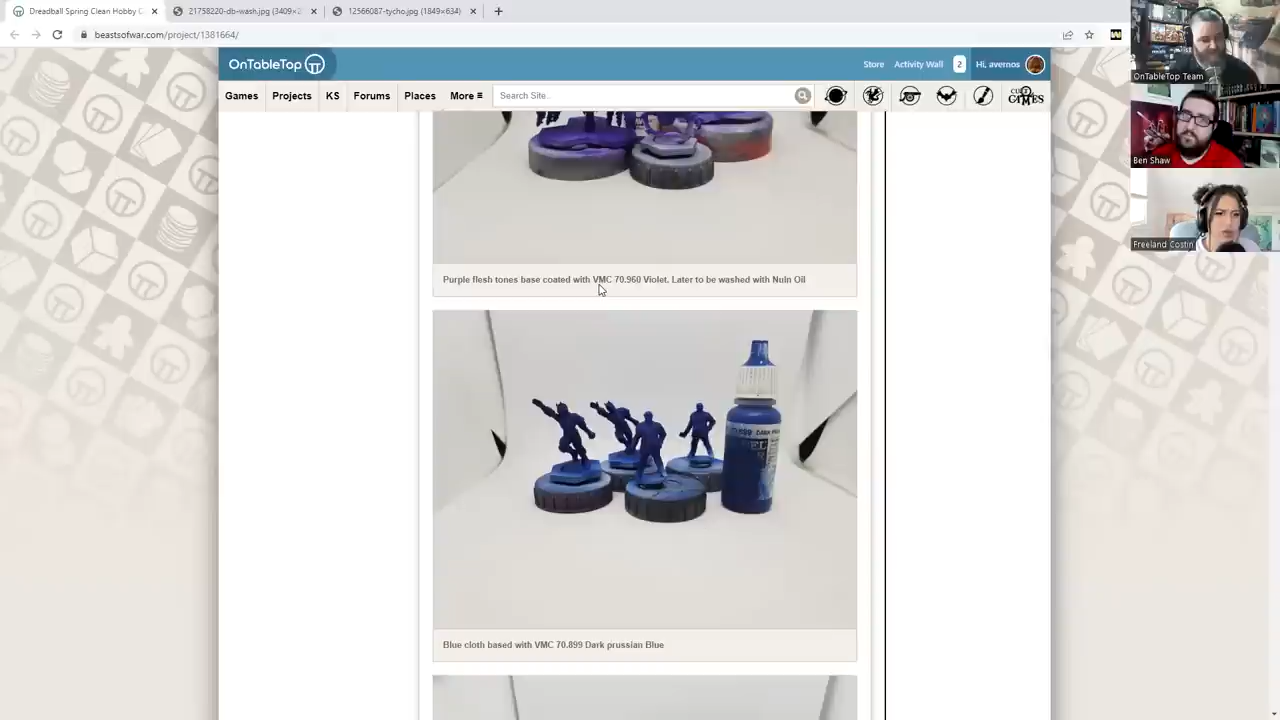 Dreadball Spring Clean Hobby C
21758220-db-wash.jpg (3409×2
12566087-tycho.jpg (1849×634)
beastsofwar.com/project/1381664/
OnTableTop
Store
Activity Wall
2
Hi, avernos
Games
Projects
KS
Forums
Places
More
Search Site..
GAMES
OnTableTop Team
Ben Shaw
Freeland Costin
Purple flesh tones base coated with VMC 70.960 Violet. Later to be washed with Nuln Oil
Blue cloth based with VMC 70.899 Dark prussian Blue